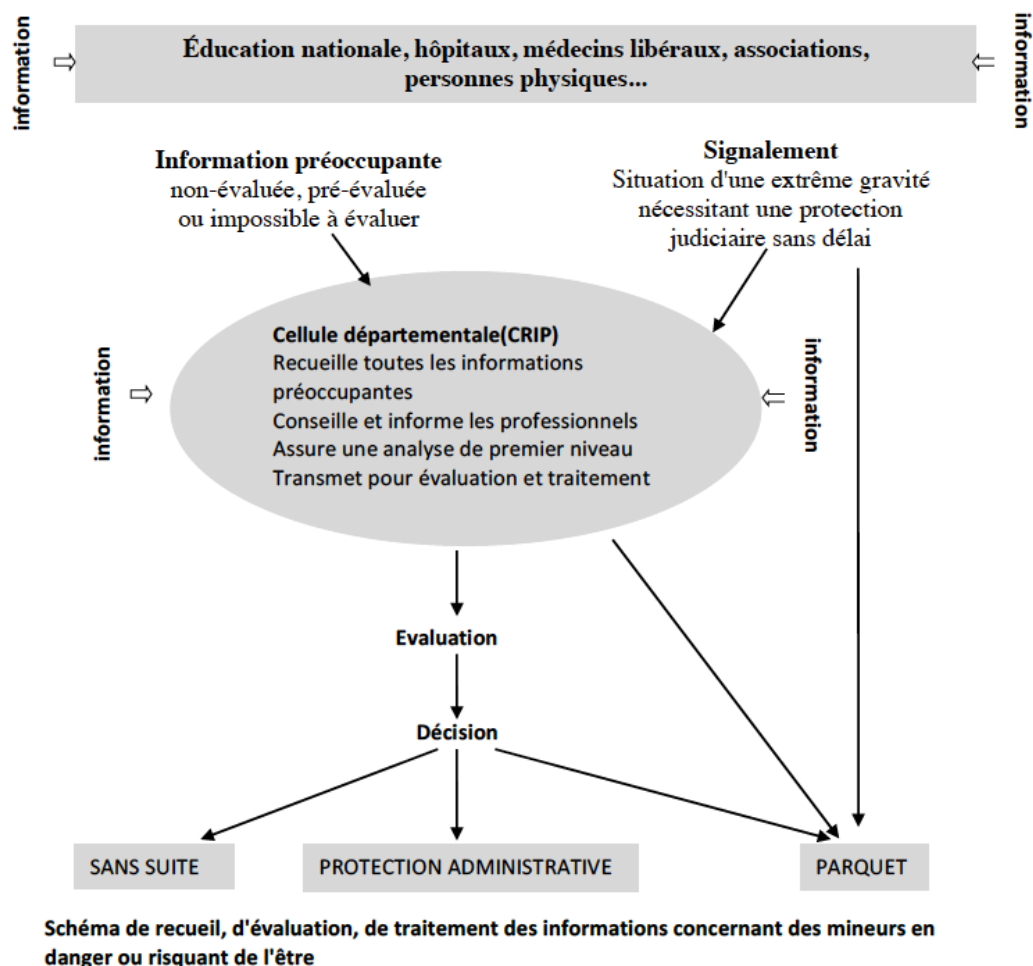 information
Éducation nationale, hôpitaux, médecins libéraux, associations,
personnes physiques...
information
Information préoccupante
non-évaluée, pré-évaluée
ou impossible à évaluer
Signalement
Situation d'une extrême gravité
nécessitant une protection
judiciaire sans délai
information
Cellule départementale(CRIP)
Recueille toutes les informations
préoccupantes
Conseille et informe les professionnels
Assure une analyse de premier niveau
Transmet pour évaluation et traitement
information
Evaluation
Décision
SANS SUITE
PROTECTION ADMINISTRATIVE
PARQUET
Schéma de recueil, d'évaluation, de traitement des informations concernant des mineurs en
danger ou risquant de l'être